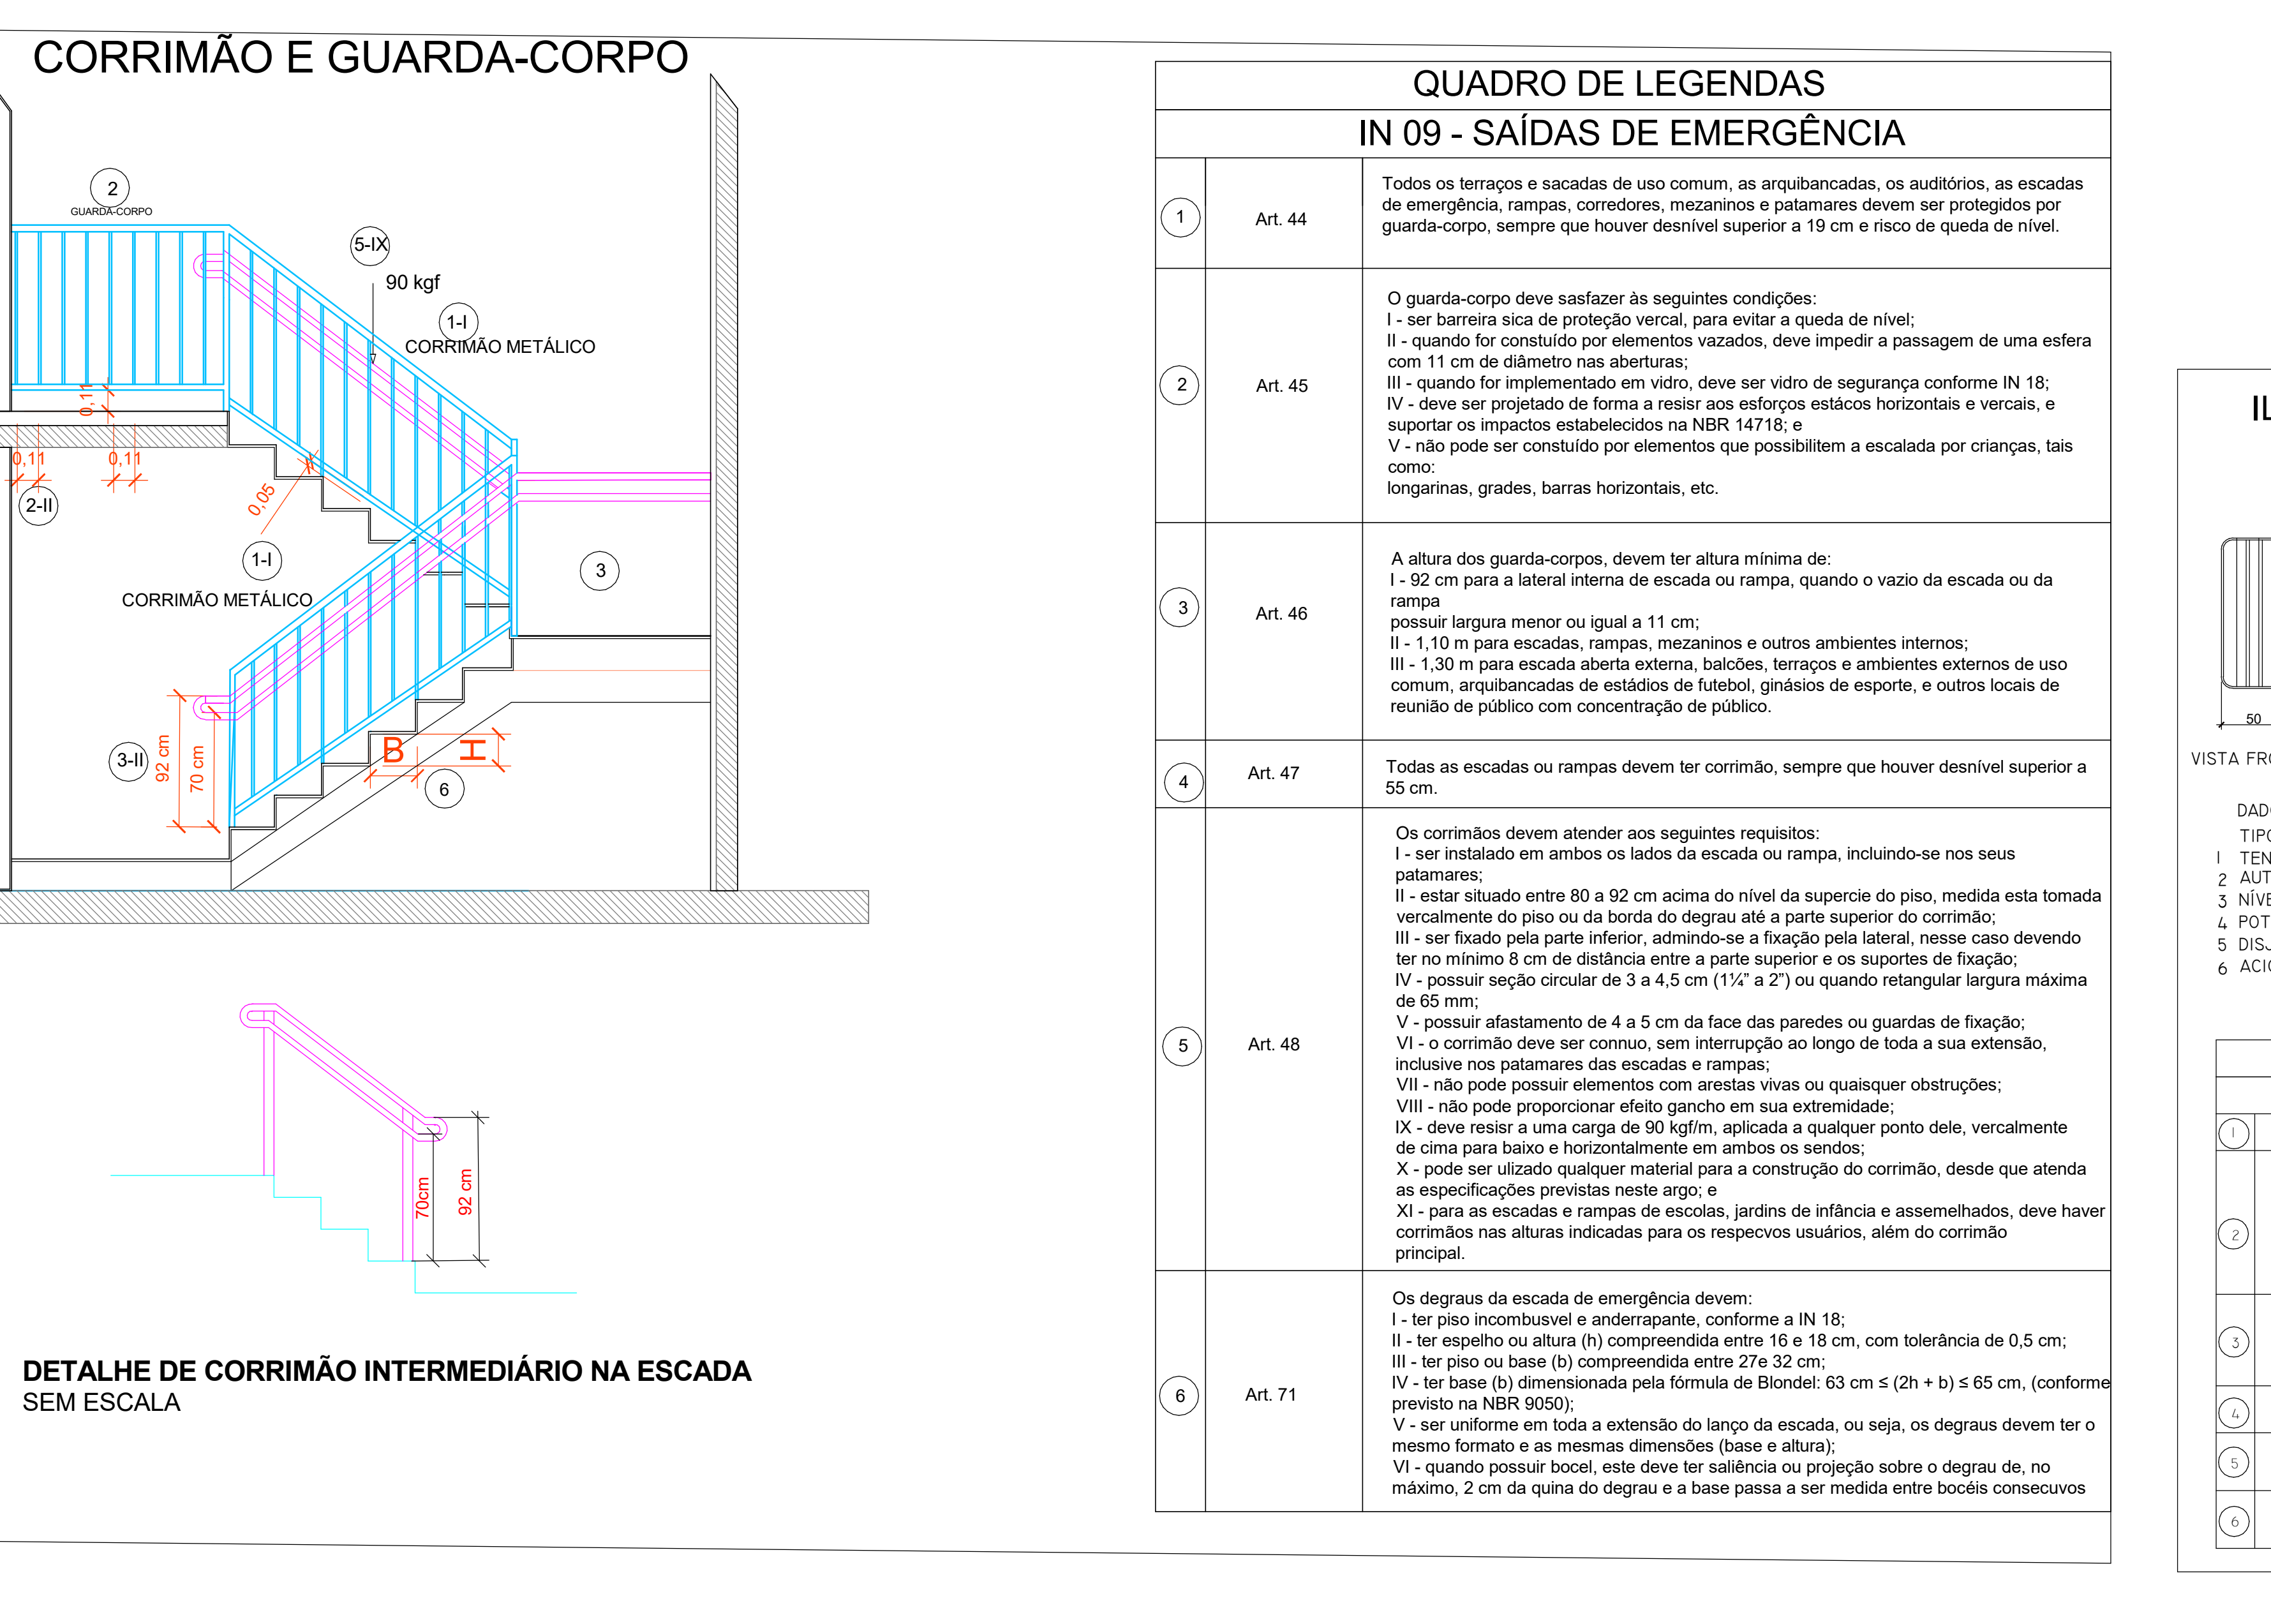 CORRIMÃO E GUARDA-CORPO
2
GUARDA-CORPO
5-IX
90 kgf
1-I
CORRIMÃO METÁLICO
0,11
0,11
0,11
2-II
0,05
1-I
CORRIMÃO METÁLICO
3
3-II
92 cm
70 cm
B
H
6
70cm
92 cm
DETALHE DE CORRIMÃO INTERMEDIÁRIO NA ESCADA
SEM ESCALA
QUADRO DE LEGENDAS
IN 09 - SAÍDAS DE EMERGÊNCIA
1
Art. 44
Todos os terraços e sacadas de uso comum, as arquibancadas, os auditórios, as escadas
de emergência, rampas, corredores, mezaninos e patamares devem ser protegidos por
guarda-corpo, sempre que houver desnível superior a 19 cm e risco de queda de nível.
2
Art. 45
O guarda-corpo deve sasfazer às seguintes condições:
I - ser barreira sica de proteção vercal, para evitar a queda de nível;
II - quando for constuído por elementos vazados, deve impedir a passagem de uma esfera
com 11 cm de diâmetro nas aberturas;
III - quando for implementado em vidro, deve ser vidro de segurança conforme IN 18;
IV - deve ser projetado de forma a resisr aos esforços estácos horizontais e vercais, e
suportar os impactos estabelecidos na NBR 14718; e
V - não pode ser constuído por elementos que possibilitem a escalada por crianças, tais
como:
longarinas, grades, barras horizontais, etc.
3
Art. 46
A altura dos guarda-corpos, devem ter altura mínima de:
I - 92 cm para a lateral interna de escada ou rampa, quando o vazio da escada ou da
rampa
possuir largura menor ou igual a 11 cm;
II - 1,10 m para escadas, rampas, mezaninos e outros ambientes internos;
III - 1,30 m para escada aberta externa, balcões, terraços e ambientes externos de uso
comum, arquibancadas de estádios de futebol, ginásios de esporte, e outros locais de
reunião de público com concentração de público.
4
Art. 47
Todas as escadas ou rampas devem ter corrimão, sempre que houver desnível superior a
55 cm.
5
Art. 48
Os corrimãos devem atender aos seguintes requisitos:
I - ser instalado em ambos os lados da escada ou rampa, incluindo-se nos seus
patamares;
II - estar situado entre 80 a 92 cm acima do nível da supercie do piso, medida esta tomada
vercalmente do piso ou da borda do degrau até a parte superior do corrimão;
III - ser fixado pela parte inferior, admindo-se a fixação pela lateral, nesse caso devendo
ter no mínimo 8 cm de distância entre a parte superior e os suportes de fixação;
IV - possuir seção circular de 3 a 4,5 cm (1¼” a 2”) ou quando retangular largura máxima
de 65 mm;
V - possuir afastamento de 4 a 5 cm da face das paredes ou guardas de fixação;
VI - o corrimão deve ser connuo, sem interrupção ao longo de toda a sua extensão,
inclusive nos patamares das escadas e rampas;
VII - não pode possuir elementos com arestas vivas ou quaisquer obstruções;
VIII - não pode proporcionar efeito gancho em sua extremidade;
IX - deve resisr a uma carga de 90 kgf/m, aplicada a qualquer ponto dele, vercalmente
de cima para baixo e horizontalmente em ambos os sendos;
X - pode ser ulizado qualquer material para a construção do corrimão, desde que atenda
as especificações previstas neste argo; e
XI - para as escadas e rampas de escolas, jardins de infância e assemelhados, deve haver
corrimãos nas alturas indicadas para os respecvos usuários, além do corrimão
principal.
6
Art. 71
Os degraus da escada de emergência devem:
I - ter piso incombusvel e anderrapante, conforme a IN 18;
II - ter espelho ou altura (h) compreendida entre 16 e 18 cm, com tolerância de 0,5 cm;
III - ter piso ou base (b) compreendida entre 27e 32 cm;
IV - ter base (b) dimensionada pela fórmula de Blondel: 63 cm ≤ (2h + b) ≤ 65 cm, (conforme
previsto na NBR 9050);
V - ser uniforme em toda a extensão do lanço da escada, ou seja, os degraus devem ter o
mesmo formato e as mesmas dimensões (base e altura);
VI - quando possuir bocel, este deve ter saliência ou projeção sobre o degrau de, no
máximo, 2 cm da quina do degrau e a base passa a ser medida entre bocéis consecuvos
50
VISTA
1
2
3
4
5
6
1
2
3
4
5
6